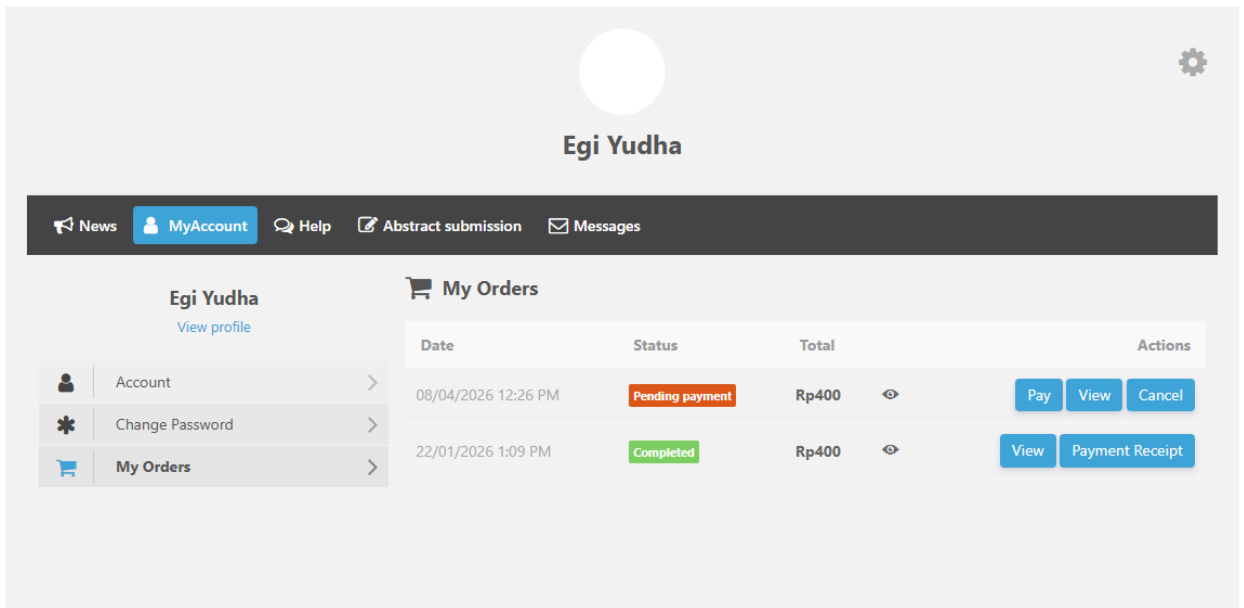 Egi Yudha
News MyAccount Help Abstract submission Messages
Egi Yudha
View profile
Account
Change Password
My Orders
My Orders
Date Status Total Actions
08/04/2026 12:26 PM Pending payment Rp400 Pay View Cancel
22/01/2026 1:09 PM Completed Rp400 View Payment Receipt